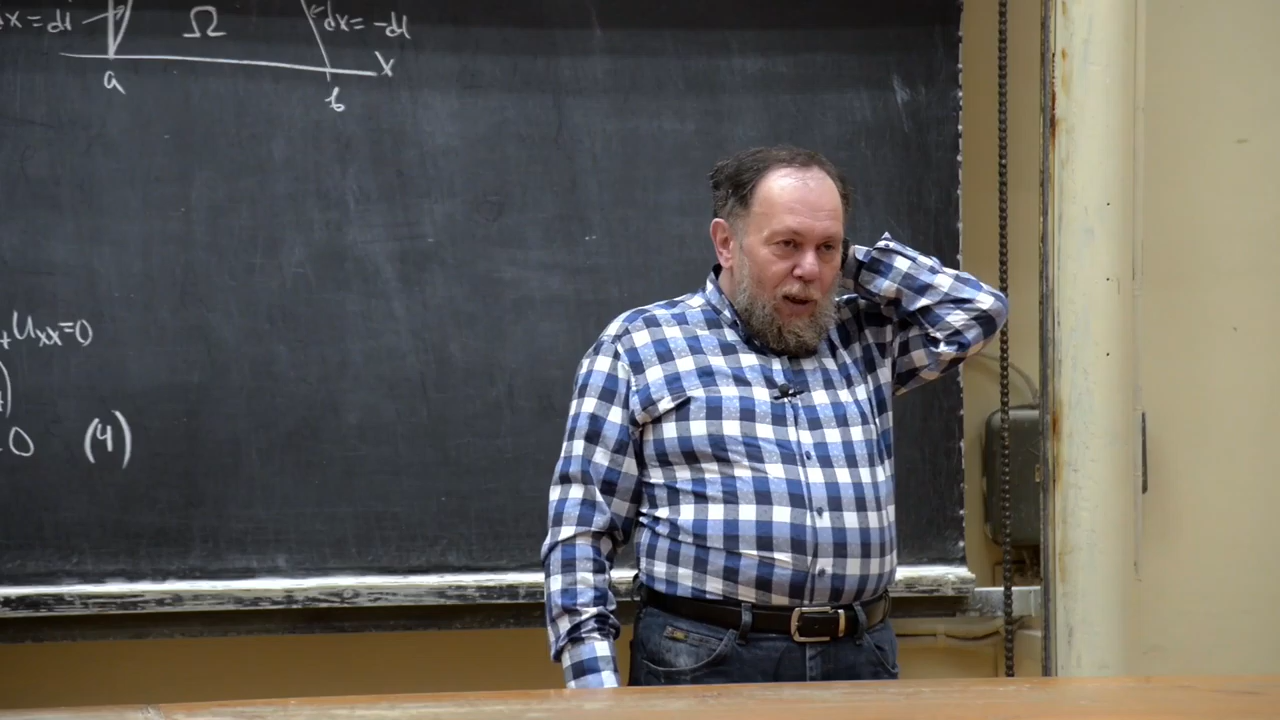 x=dl Ω dx=-dl
x
a
b
+Uxx=0
)
0 (4)